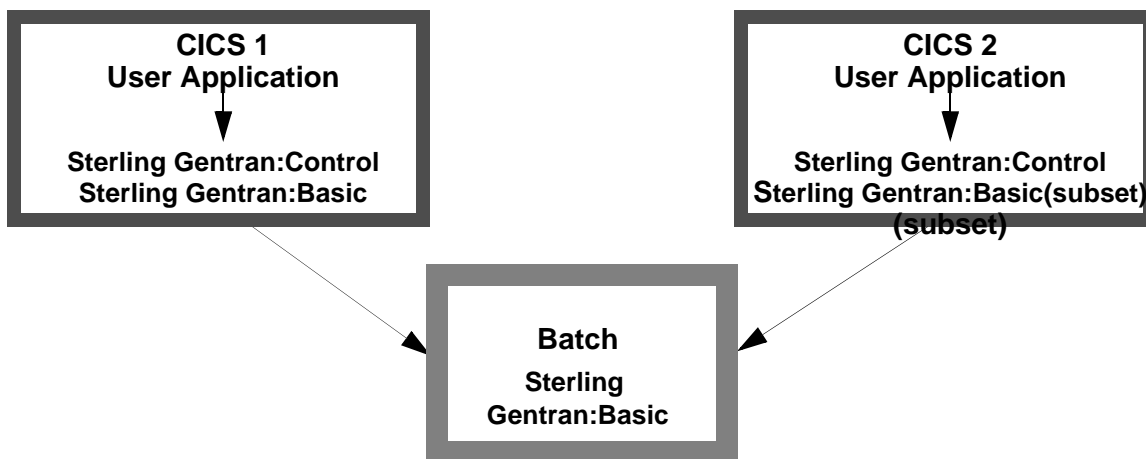 CICS 1
User Application
Sterling Gentran:Control
Sterling Gentran:Basic
CICS 2
User Application
Sterling Gentran:Control
Sterling Gentran:Basic(subset)
(subset)
Batch
Sterling
Gentran:Basic